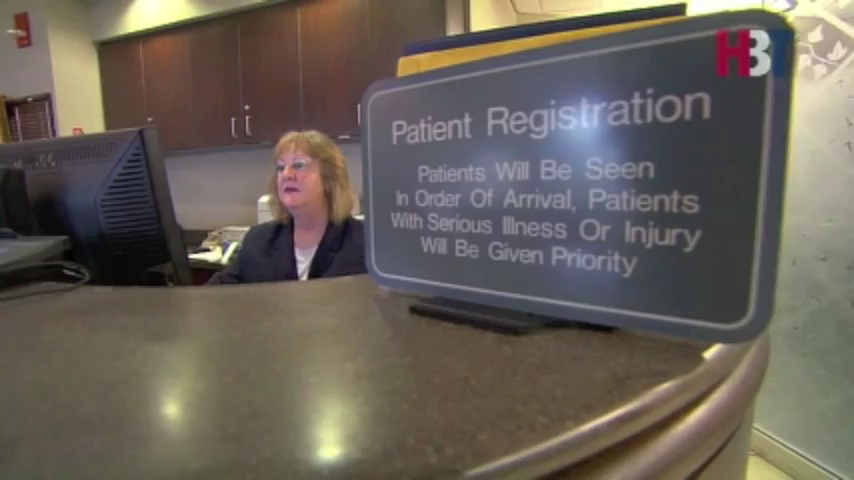 HBT
Patient Registration
Patients Will Be Seen
In Order Of Arrival, Patients
With Serious Illness Or Injury
Will Be Given Priority